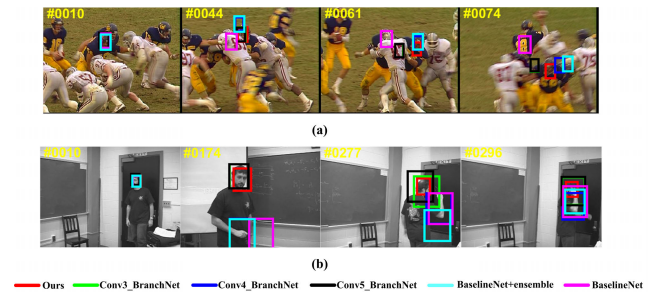 #0010 #0044 #0061 #0074
(a)
#0010 #0174 #0277 #0296
(b)
Ours Conv3_BranchNet Conv4_BranchNet Conv5_BranchNet BaselineNet+ensemble BaselineNet